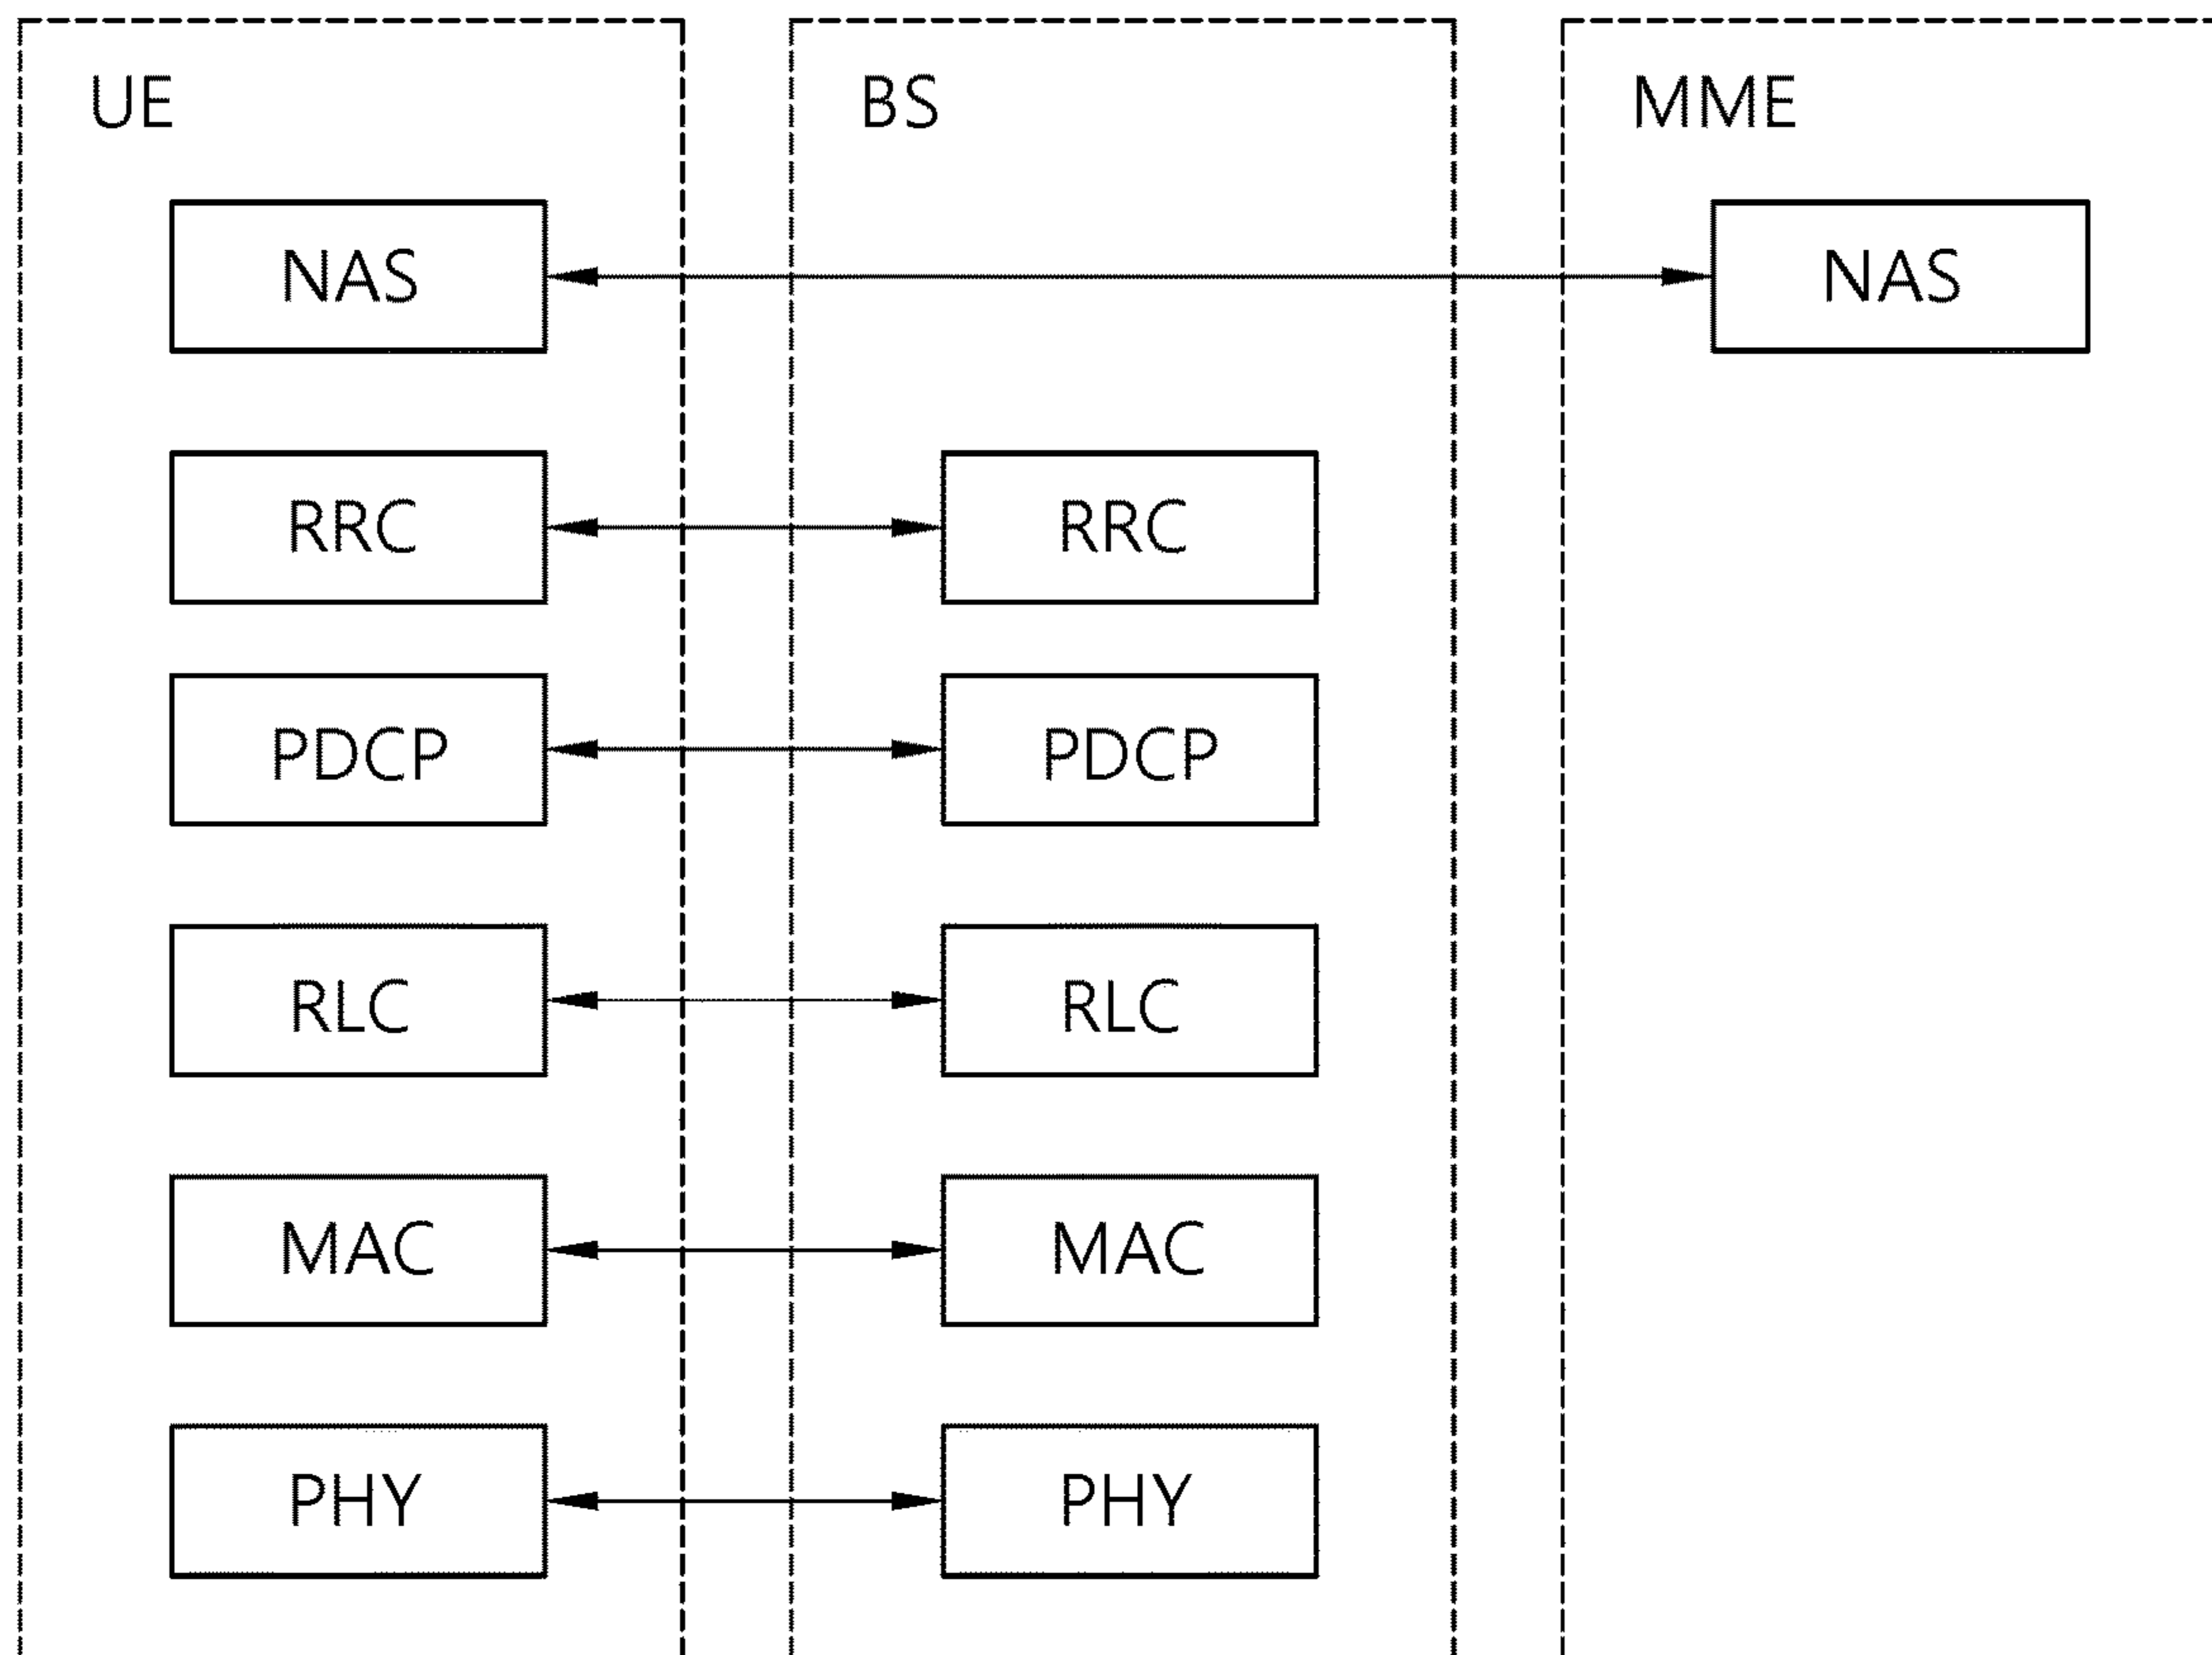 UE BS MME
NAS NAS
RRC RRC
PDCP PDCP
RLC RLC
MAC MAC
PHY PHY